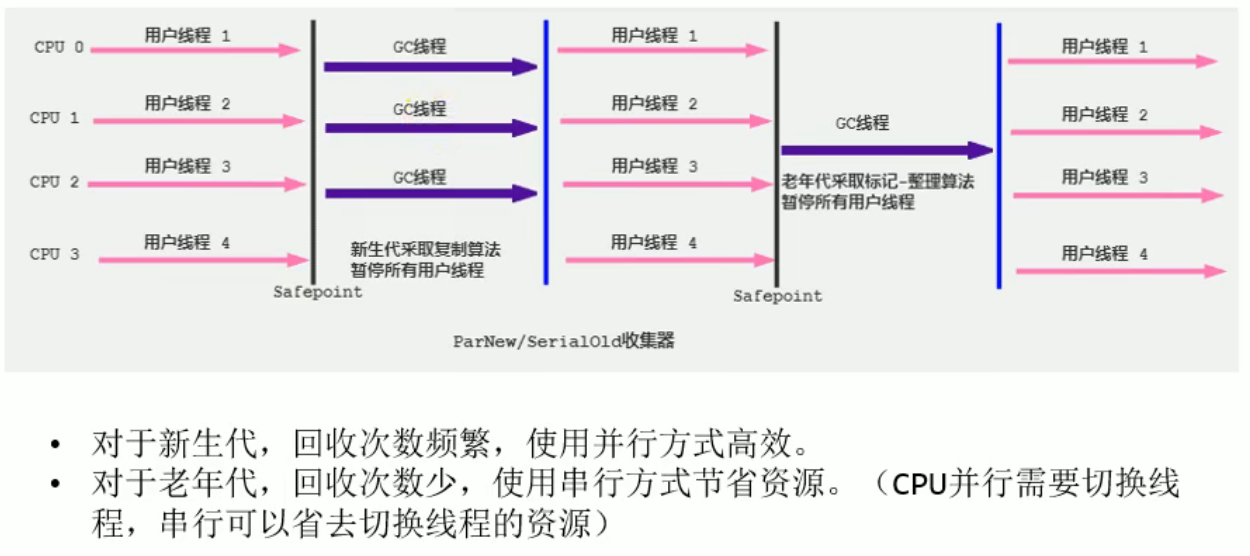 CPU 0 用户线程 1 GC线程 用户线程 1 用户线程 1
CPU 1 用户线程 2 GC线程 用户线程 2 GC线程 用户线程 2
CPU 2 用户线程 3 GC线程 用户线程 3 用户线程 3
老年代采取标记-整理算法
暂停所有用户线程
CPU 3 用户线程 4 用户线程 4 用户线程 4
新生代采取复制算法
暂停所有用户线程
Safepoint Safepoint
ParNew/SerialOld收集器
• 对于新生代，回收次数频繁，使用并行方式高效。
• 对于老年代，回收次数少，使用串行方式节省资源。（CPU并行需要切换线
程，串行可以省去切换线程的资源）